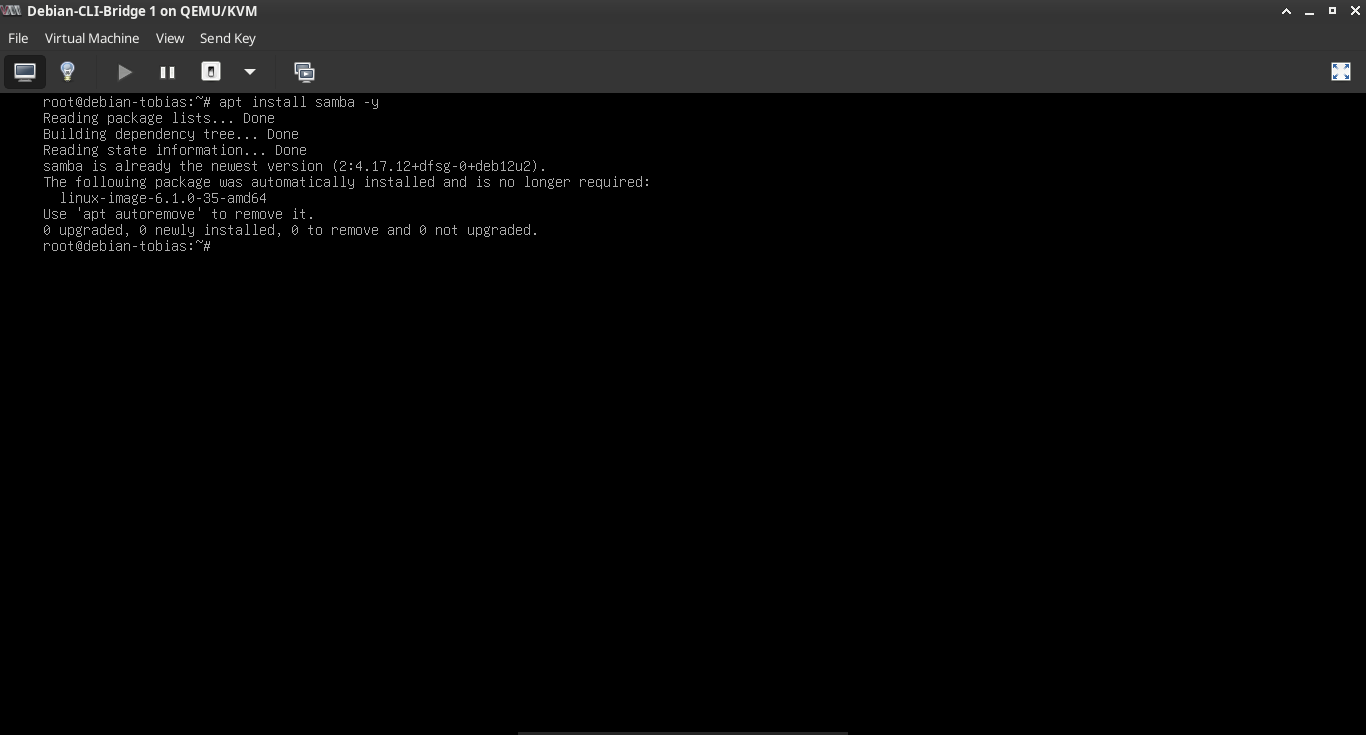 Debian-CLI-Bridge 1 on QEMU/KVM
File Virtual Machine View Send Key
root@debian-tobias:~# apt install samba -y
Reading package lists... Done
Building dependency tree... Done
Reading state information... Done
samba is already the newest version (2:4.17.12+dfsg-0+deb12u2).
The following package was automatically installed and is no longer required:
  linux-image-6.1.0-35-amd64
Use 'apt autoremove' to remove it.
0 upgraded, 0 newly installed, 0 to remove and 0 not upgraded.
root@debian-tobias:~#